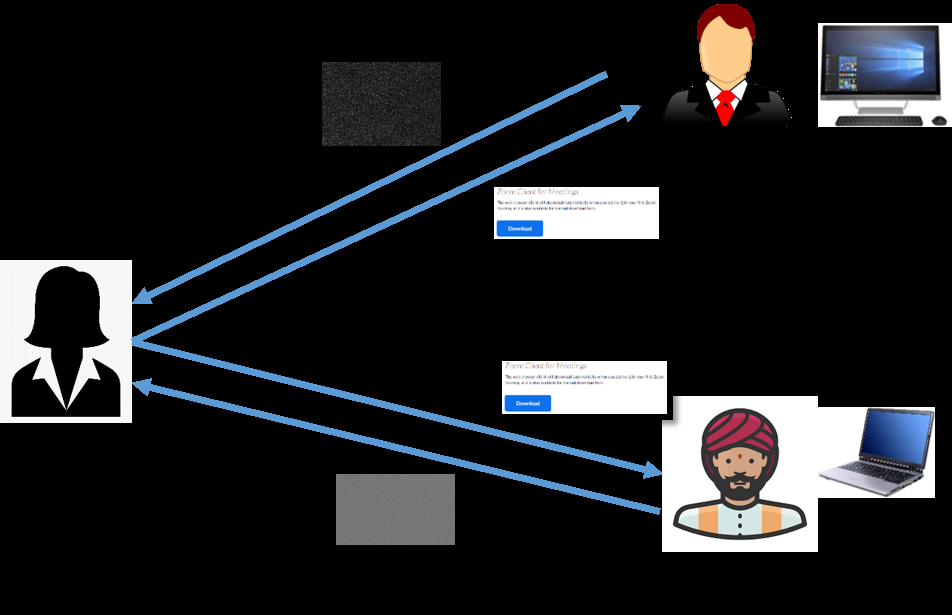 Zoom Client for Meetings
The web browser client will download automatically when you start or join your first Zoom
meeting, and is also available for manual download here.
Download
Zoom Client for Meetings
The web browser client will download automatically when you start or join your first Zoom
meeting, and is also available for manual download here.
Download